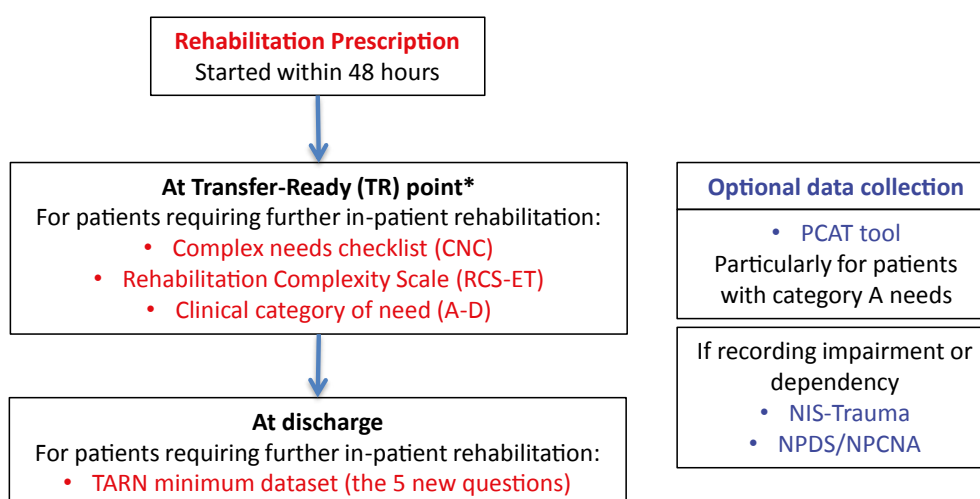 Rehabilitation Prescription
Started within 48 hours
At Transfer-Ready (TR) point*
For patients requiring further in-patient rehabilitation:
• Complex needs checklist (CNC)
• Rehabilitation Complexity Scale (RCS-ET)
• Clinical category of need (A-D)
At discharge
For patients requiring further in-patient rehabilitation:
• TARN minimum dataset (the 5 new questions)
Optional data collection
• PCAT tool
Particularly for patients
with category A needs
If recording impairment or
dependency
• NIS-Trauma
• NPDS/NPCNA